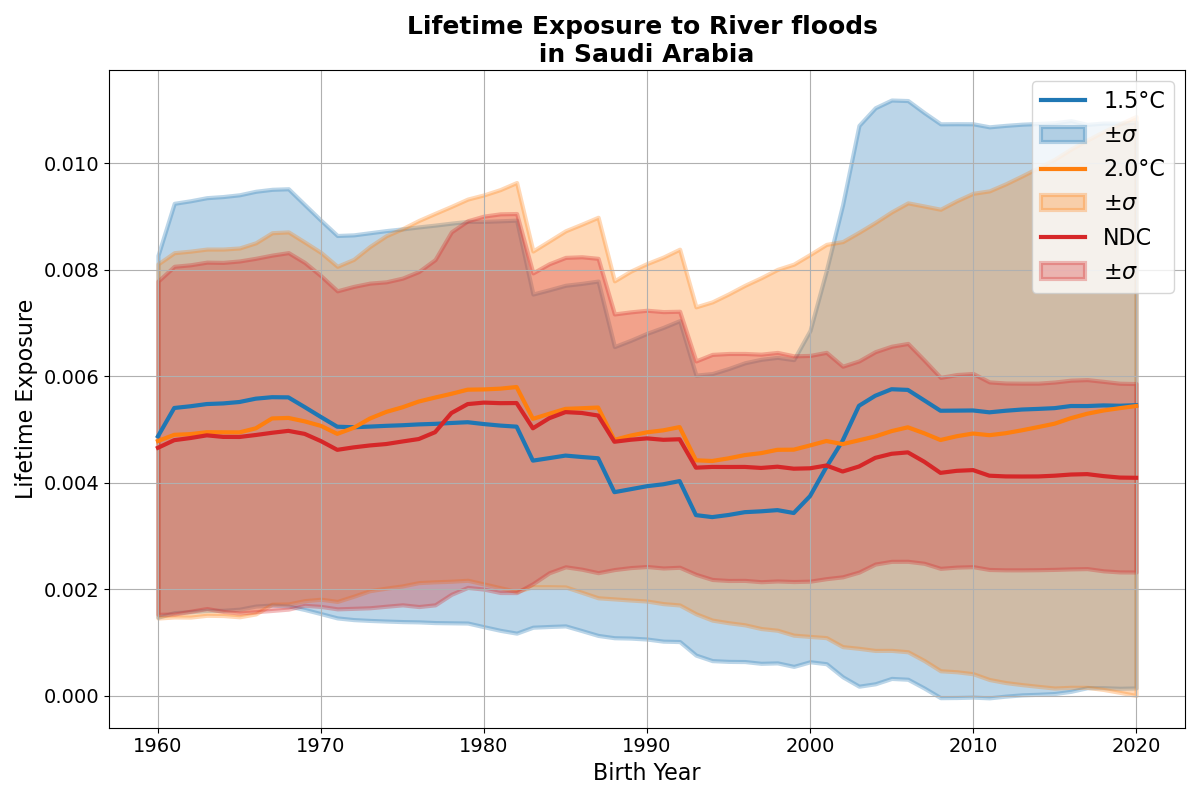 Lifetime Exposure to River floods
in Saudi Arabia
1.5°C
±σ
2.0°C
±σ
NDC
±σ
Lifetime Exposure
0.010
0.008
0.006
0.004
0.002
0.000
1960 1970 1980 1990 2000 2010 2020
Birth Year